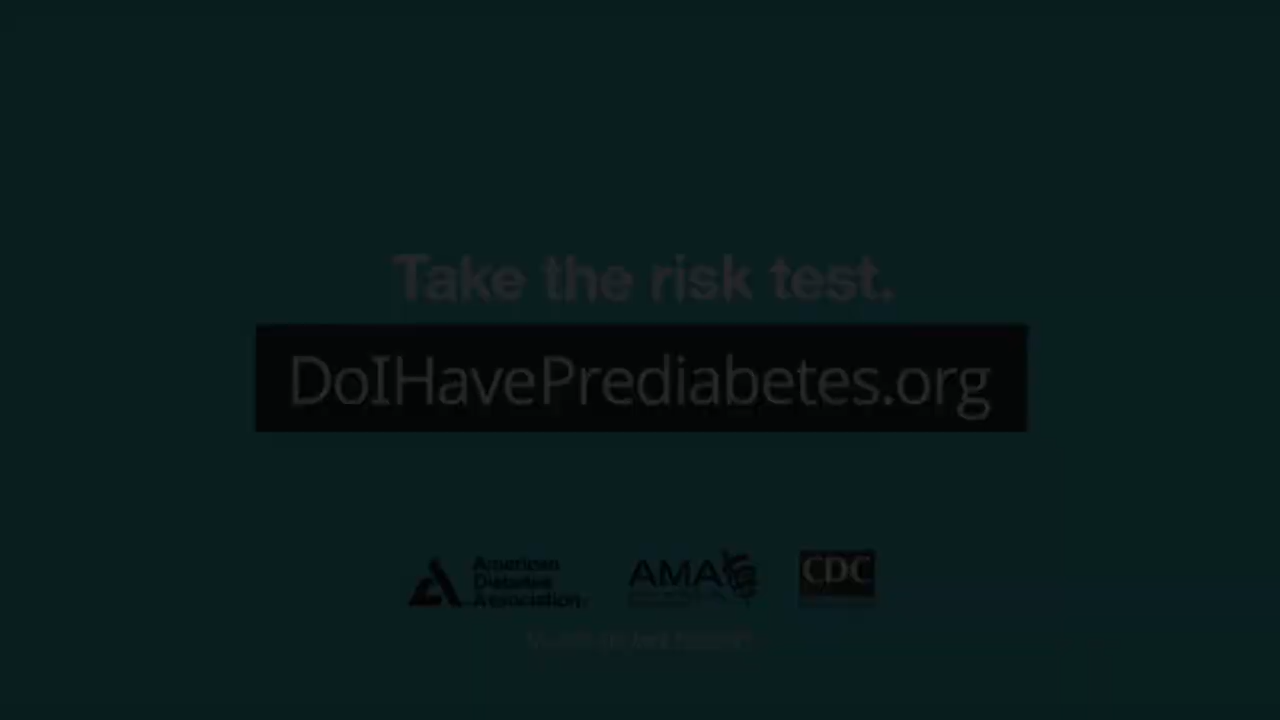 Take the risk test.
DoIHavePrediabetes.org
American
Diabetes
Association.
AMA
CDC